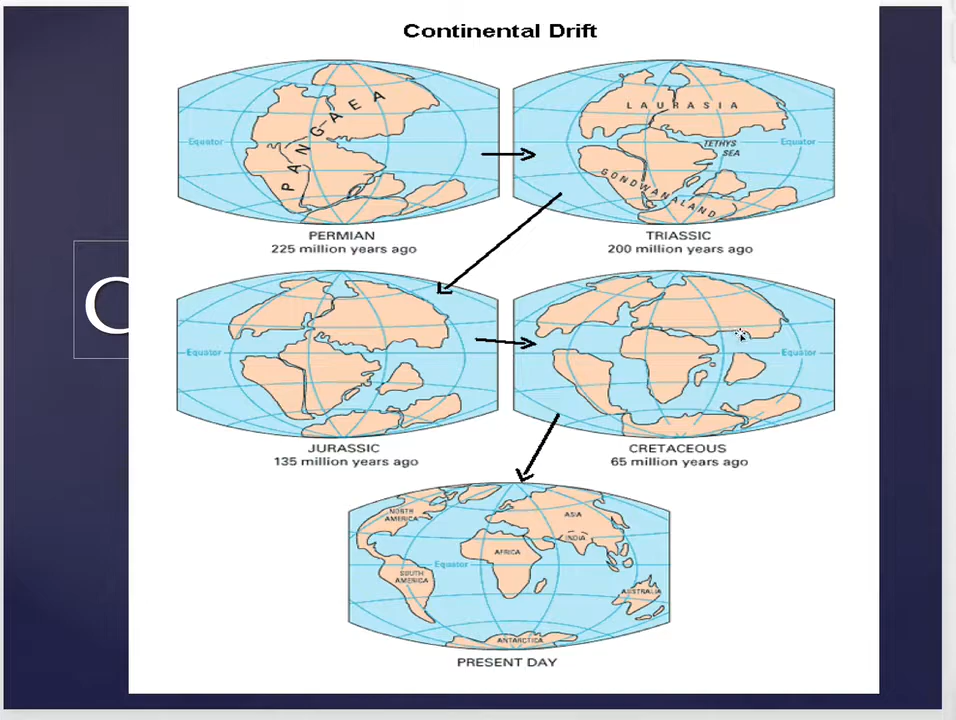 Continental Drift
PANGAEA
Equator
LAURASIA
TETHYS
SEA
Equator
GONDWANALAND
PERMIAN
225 million years ago
TRIASSIC
200 million years ago
C
Equator
Equator
JURASSIC
135 million years ago
CRETACEOUS
65 million years ago
NORTH
AMERICA
ASIA
INDIA
AFRICA
Equator
SOUTH
AMERICA
AUSTRALIA
ANTARCTICA
PRESENT DAY